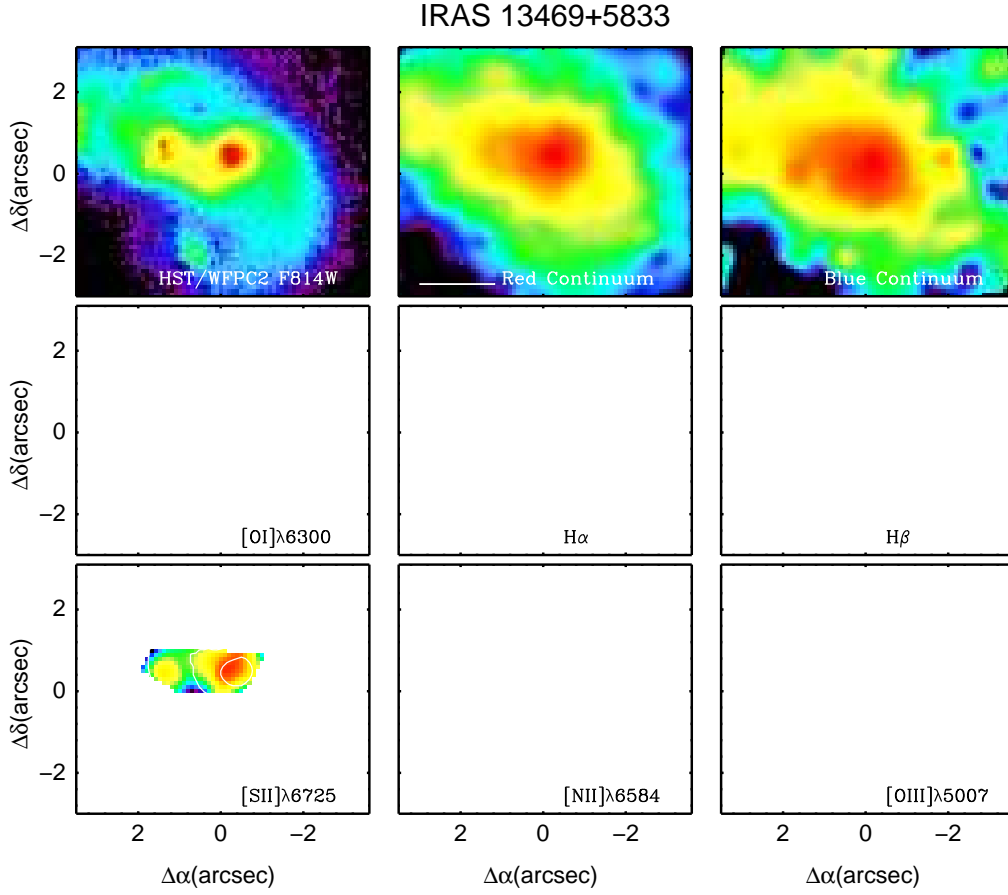 IRAS 13469+5833
Δδ(arcsec)
2
0
−2
HST/WFPC2 F814W
Red Continuum
Blue Continuum
Δδ(arcsec)
2
0
−2
[OI]λ6300
Hα
Hβ
Δδ(arcsec)
2
0
−2
[SII]λ6725
[NII]λ6584
[OIII]λ5007
2 0 −2
2 0 −2
2 0 −2
Δα(arcsec)
Δα(arcsec)
Δα(arcsec)